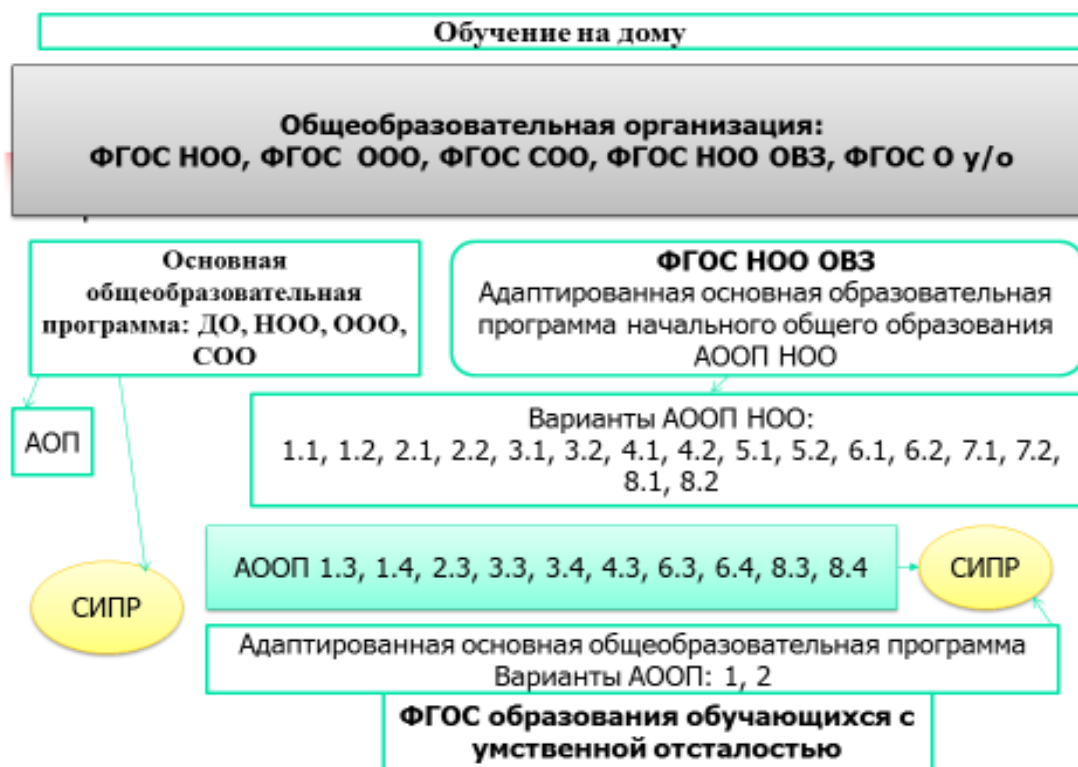 Обучение на дому
Общеобразовательная организация:
ФГОС НОО, ФГОС ООО, ФГОС СОО, ФГОС НОО ОВЗ, ФГОС О у/о
Основная
общеобразовательная
программа: ДО, НОО, ООО,
СОО
ФГОС НОО ОВЗ
Адаптированная основная образовательная
программа начального общего образования
АООП НОО
АОП
Варианты АООП НОО:
1.1, 1.2, 2.1, 2.2, 3.1, 3.2, 4.1, 4.2, 5.1, 5.2, 6.1, 6.2, 7.1, 7.2,
8.1, 8.2
АООП 1.3, 1.4, 2.3, 3.3, 3.4, 4.3, 6.3, 6.4, 8.3, 8.4
СИПР
СИПР
Адаптированная основная общеобразовательная программа
Варианты АООП: 1, 2
ФГОС образования обучающихся с
умственной отсталостью